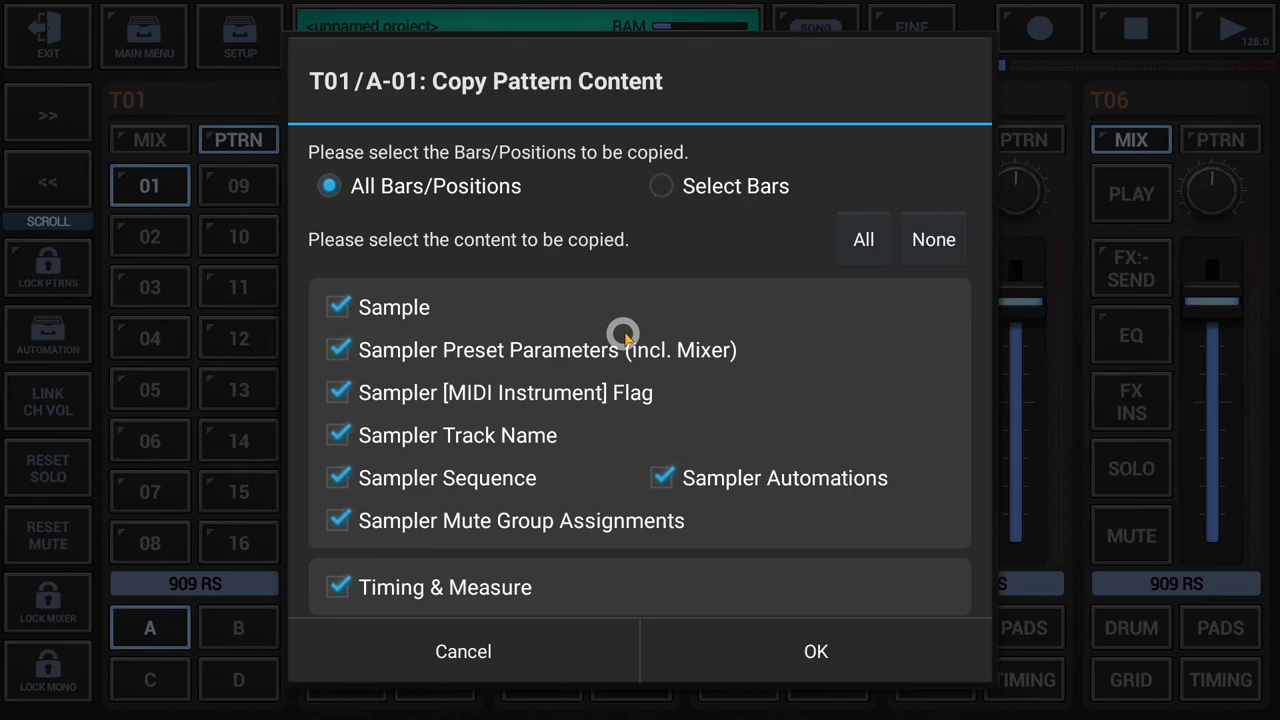 EXIT
MAIN MENU
SETUP
<unnamed project>
RAM
SONG
FINE
128.0
>>
<<
SCROLL
LOCK PTRNS
AUTOMATION
LINK
CH VOL
RESET
SOLO
RESET
MUTE
LOCK MIXER
LOCK MONO
T01
MIX
PTRN
01
09
02
10
03
11
04
12
05
13
06
14
07
15
08
16
909 RS
A
B
C
D
T01/A-01: Copy Pattern Content
Please select the Bars/Positions to be copied.
All Bars/Positions
Select Bars
Please select the content to be copied.
All
None
Sample
Sampler Preset Parameters (incl. Mixer)
Sampler [MIDI Instrument] Flag
Sampler Track Name
Sampler Sequence
Sampler Automations
Sampler Mute Group Assignments
Timing & Measure
Cancel
OK
PTRN
S
PADS
TIMING
T06
MIX
PTRN
PLAY
FX:-
SEND
EQ
FX
INS
SOLO
MUTE
909 RS
DRUM
PADS
GRID
TIMING